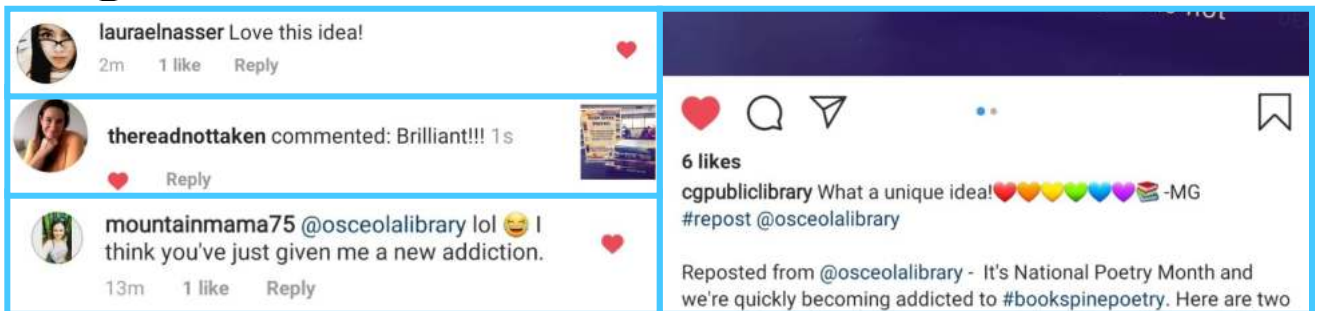 lauraelnasser Love this idea!
2m 1 like Reply
thereadnottaken commented: Brilliant!!! 1s
Reply
mountainmama75 @osceolalibrary lol 😂 I
think you've just given me a new addiction.
13m 1 like Reply
not
6 likes
cgpubliclibrary What a unique idea!❤️🧡💛💚💙💜📚 -MG
#repost @osceolalibrary
Reposted from @osceolalibrary - It's National Poetry Month and
we're quickly becoming addicted to #bookspinepoetry. Here are two